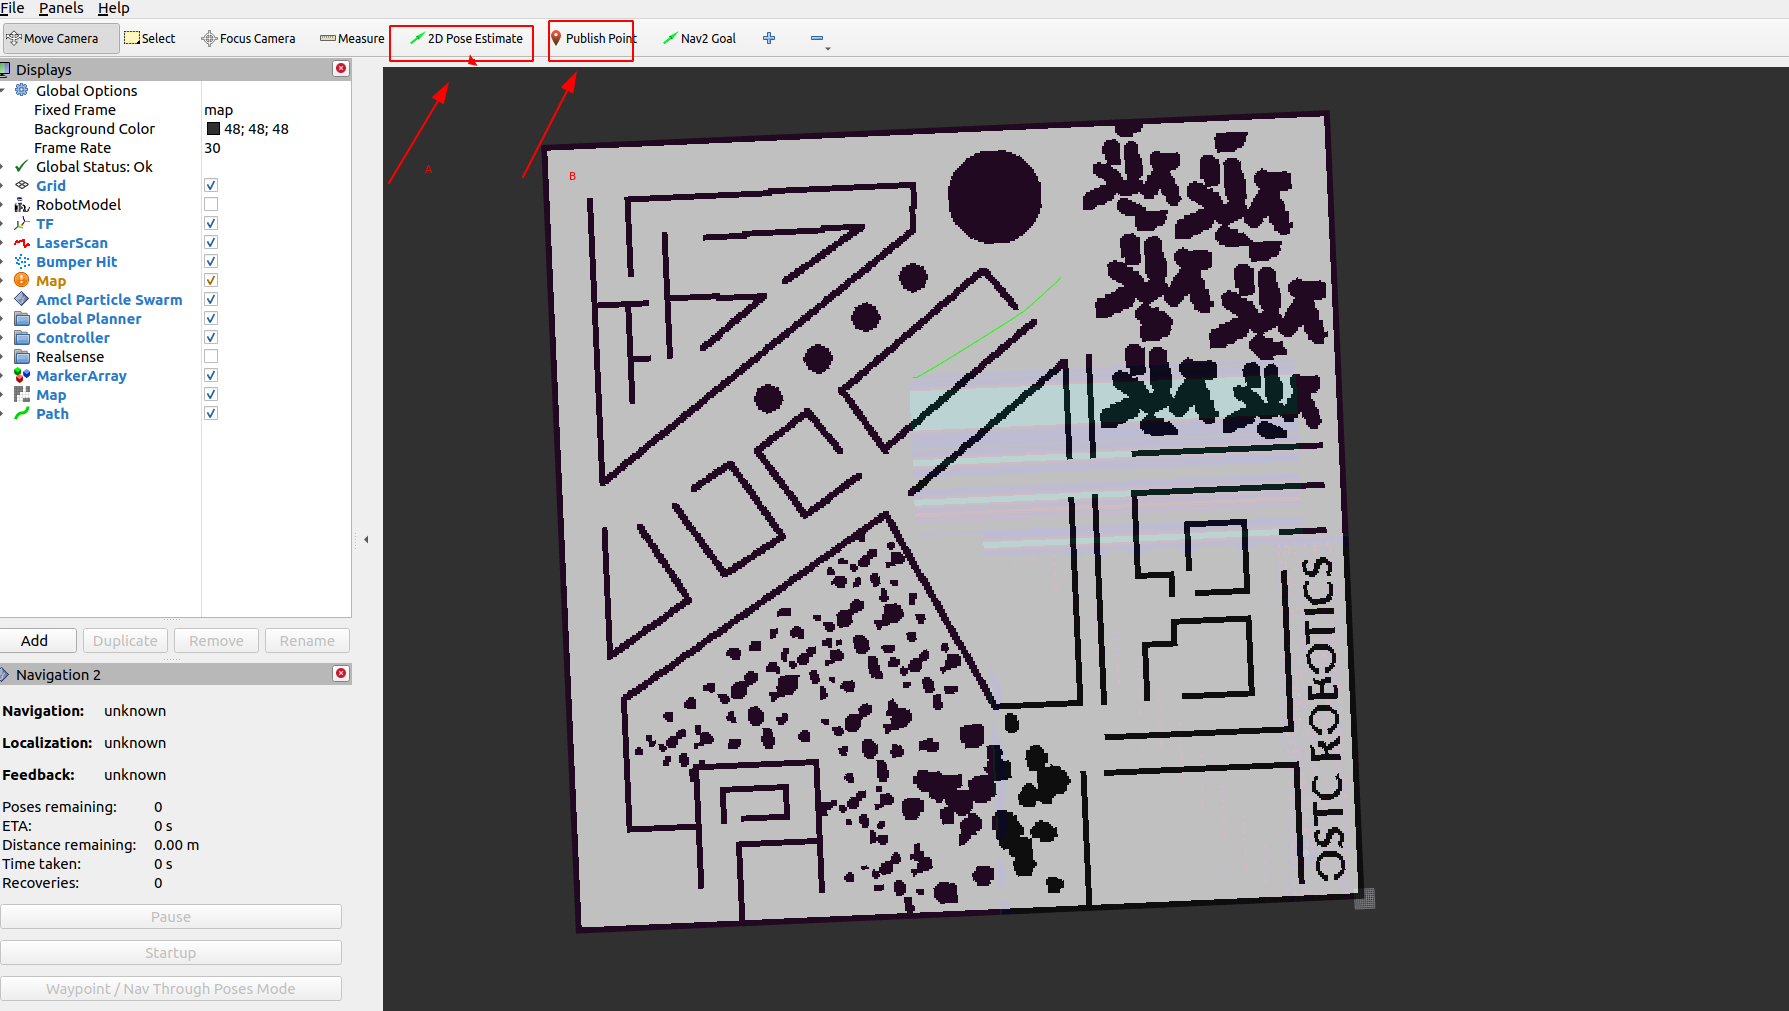 File Panels Help
Move Camera Select Focus Camera Measure 2D Pose Estimate Publish Point Nav2 Goal
Displays
Global Options
Fixed Frame map
Background Color 48; 48; 48
Frame Rate 30
Global Status: Ok
Grid
RobotModel
TF
LaserScan
Bumper Hit
Map
Amcl Particle Swarm
Global Planner
Controller
Realsense
MarkerArray
Map
Path
Add Duplicate Remove Rename
Navigation 2
Navigation: unknown
Localization: unknown
Feedback: unknown
Poses remaining: 0
ETA: 0 s
Distance remaining: 0.00 m
Time taken: 0 s
Recoveries: 0
Pause
Startup
Waypoint / Nav Through Poses Mode
A
B
OSTC ROBOTICS